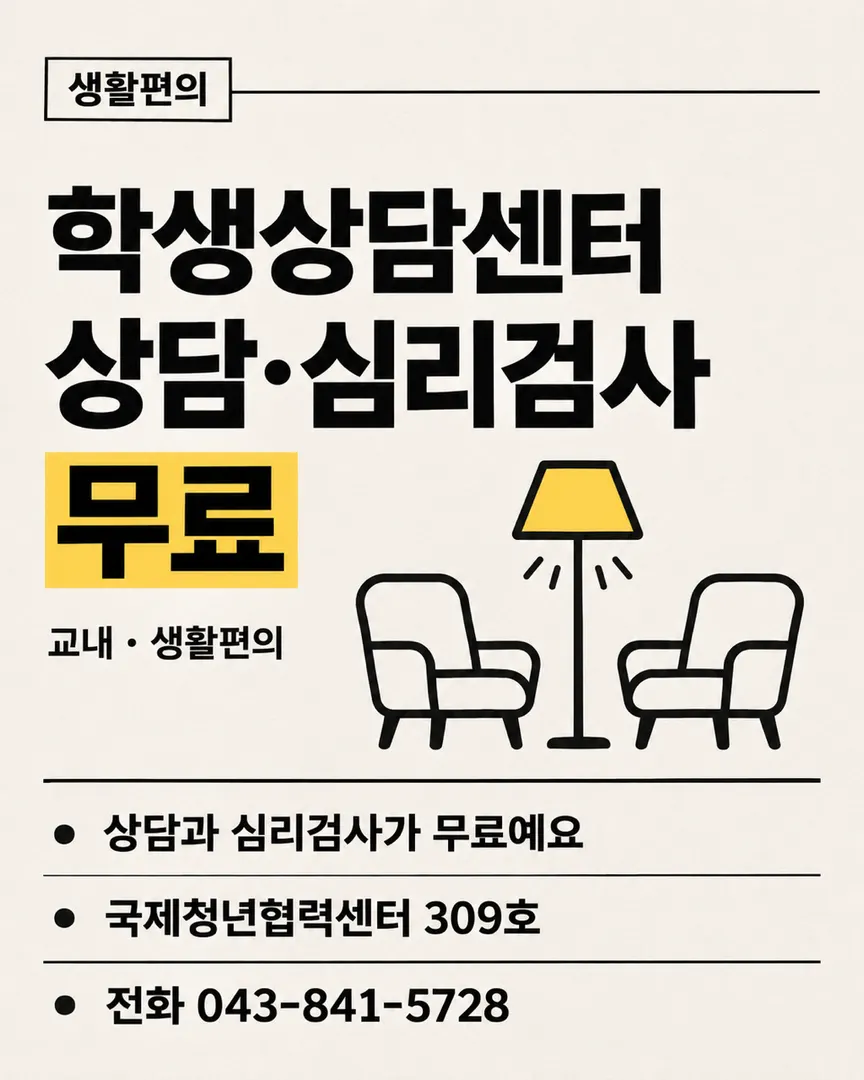 생활편의
학생상담센터
상담·심리검사
무료
교내 · 생활편의
• 상담과 심리검사가 무료예요
• 국제청년협력센터 309호
• 전화 043-841-5728